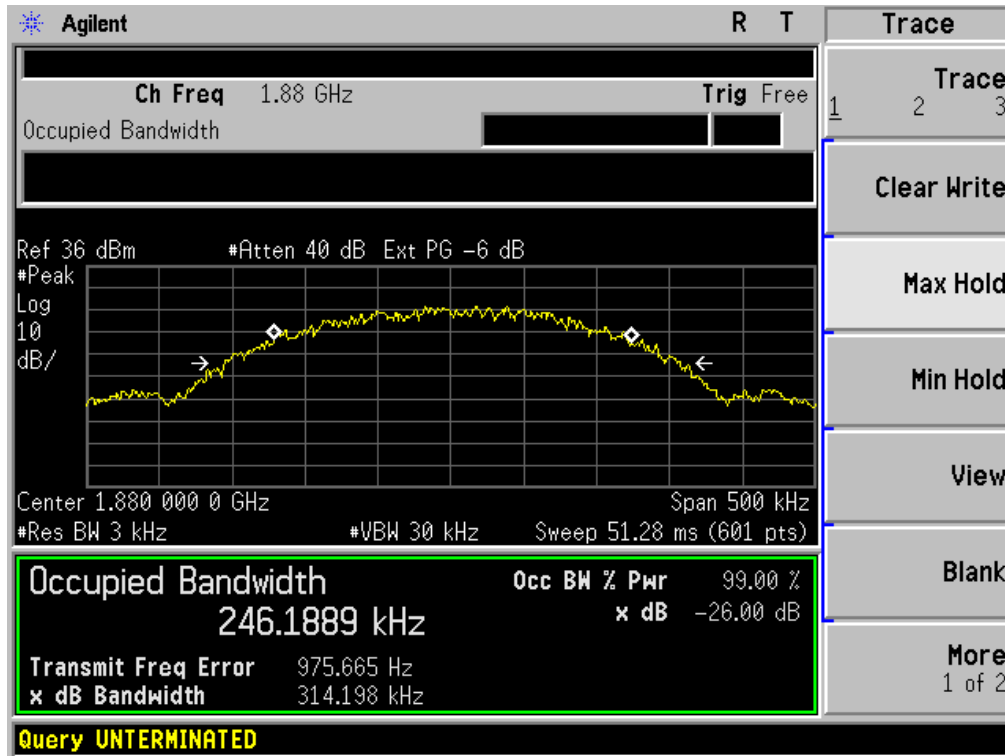 Agilent R T
Ch Freq 1.88 GHz Trig Free
Occupied Bandwidth
Ref 36 dBm #Atten 40 dB Ext PG -6 dB
#Peak
Log
10
dB/
Center 1.880 000 0 GHz Span 500 kHz
#Res BW 3 kHz #VBW 30 kHz Sweep 51.28 ms (601 pts)
Occupied Bandwidth
246.1889 kHz
Occ BW % Pwr 99.00 %
x dB -26.00 dB
Transmit Freq Error 975.665 Hz
x dB Bandwidth 314.198 kHz
Query UNTERMINATED
Trace
Trace
1 2 3
Clear Write
Max Hold
Min Hold
View
Blank
More
1 of 2